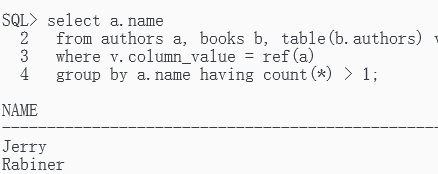 SQL> select a.name
2 from authors a, books b, table(b.authors) v
3 where v.column_value = ref(a)
4 group by a.name having count(*) > 1;
NAME
--------------------------------------------------
Jerry
Rabiner